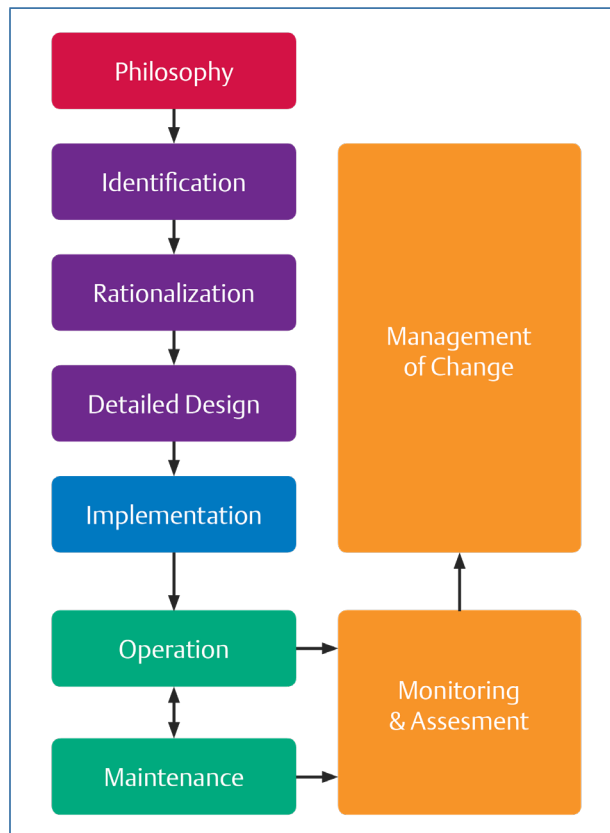 Philosophy
Identification
Rationalization
Detailed Design
Implementation
Operation
Maintenance
Management
of Change
Monitoring
& Assesment